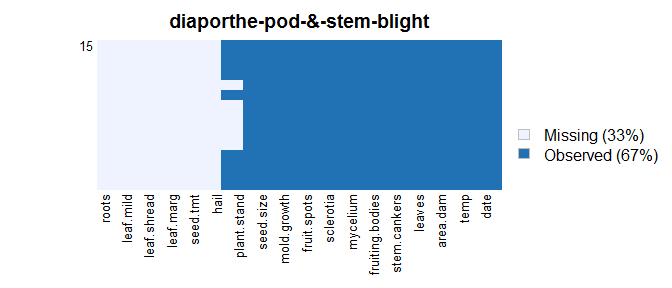 diaporthe-pod-&-stem-blight
15
Missing (33%)
Observed (67%)
roots
leaf.mild
leaf.shread
leaf.marg
seed.tmt
hail
plant.stand
seed.size
mold.growth
fruit.spots
sclerotia
mycelium
fruiting.bodies
stem.cankers
leaves
area.dam
temp
date